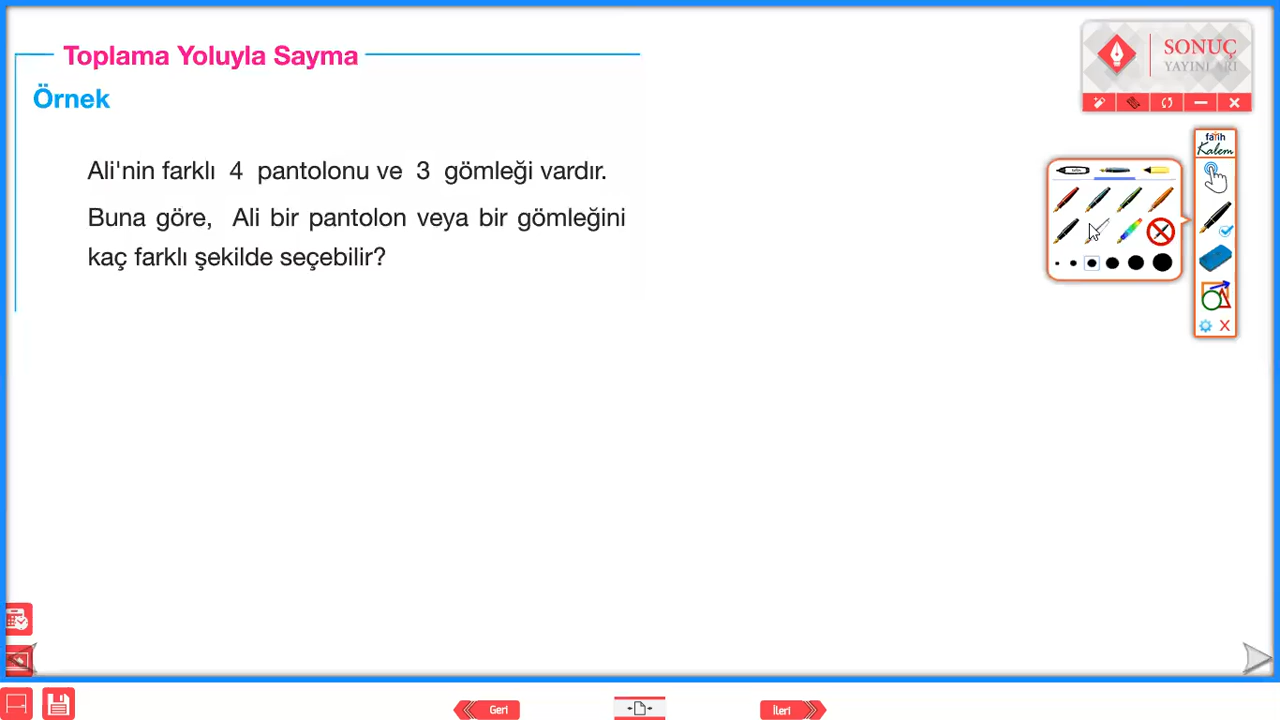 Toplama Yoluyla Sayma
SONUÇ
YAYINLARI
Örnek
fatih
Kalem
Ali'nin farklı 4 pantolonu ve 3 gömleği vardır.
Buna göre, Ali bir pantolon veya bir gömleğini
kaç farklı şekilde seçebilir?
Geri
İleri